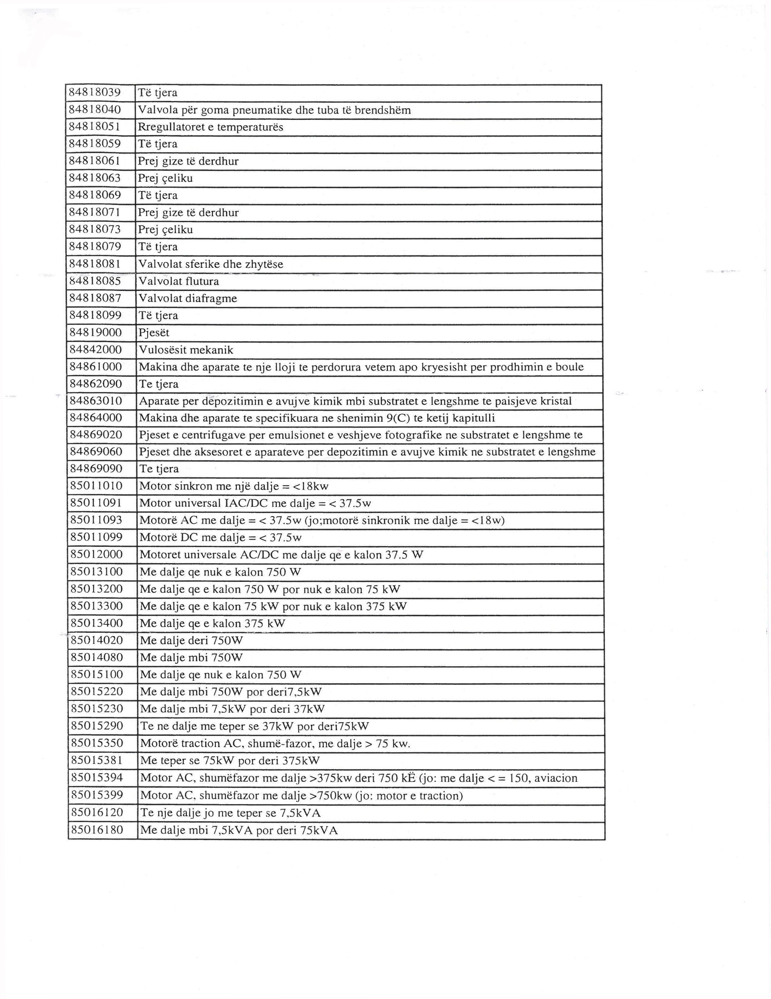 84818039 Të tjera
84818040 Valvola për goma pneumatike dhe tuba të brendshëm
84818051 Rregullatoret e temperaturës
84818059 Të tjera
84818061 Prej gize të derdhur
84818063 Prej çeliku
84818069 Të tjera
84818071 Prej gize të derdhur
84818073 Prej çeliku
84818079 Të tjera
84818081 Valvolat sferike dhe zhytëse
84818085 Valvolat flutura
84818087 Valvolat diafragme
84818099 Të tjera
84819000 Pjesët
84842000 Vulosësit mekanik
84861000 Makina dhe aparate te nje lloji te perdorura vetem apo kryesisht per prodhimin e boule
84862090 Te tjera
84863010 Aparate per depozitimin e avujve kimik mbi substratet e lengshme te paisjeve kristal
84864000 Makina dhe aparate te specifikuara ne shenimin 9(C) te ketij kapitulli
84869020 Pjeset e centrifugave per emulsionet e veshjeve fotografike ne substratet e lengshme te
84869060 Pjeset dhe aksesoret e aparateve per depozitimin e avujve kimik ne substratet e lengshme
84869090 Te tjera
85011010 Motor sinkron me një dalje = <18kw
85011091 Motor universal IAC/DC me dalje = < 37.5w
85011093 Motorë AC me dalje = < 37.5w (jo;motorë sinkronik me dalje = <18w)
85011099 Motorë DC me dalje = < 37.5w
85012000 Motoret universale AC/DC me dalje qe e kalon 37.5 W
85013100 Me dalje qe nuk e kalon 750 W
85013200 Me dalje qe e kalon 750 W por nuk e kalon 75 kW
85013300 Me dalje qe e kalon 75 kW por nuk e kalon 375 kW
85013400 Me dalje qe e kalon 375 kW
85014020 Me dalje deri 750W
85014080 Me dalje mbi 750W
85015100 Me dalje qe nuk e kalon 750 W
85015220 Me dalje mbi 750W por deri7,5kW
85015230 Me dalje mbi 7,5kW por deri 37kW
85015290 Te ne dalje me teper se 37kW por deri75kW
85015350 Motorë traction AC, shumë-fazor, me dalje > 75 kw.
85015381 Me teper se 75kW por deri 375kW
85015394 Motor AC, shumëfazor me dalje >375kw deri 750 kË (jo: me dalje < = 150, aviacion
85015399 Motor AC, shumëfazor me dalje >750kw (jo: motor e traction)
85016120 Te nje dalje jo me teper se 7,5kVA
85016180 Me dalje mbi 7,5kVA por deri 75kVA